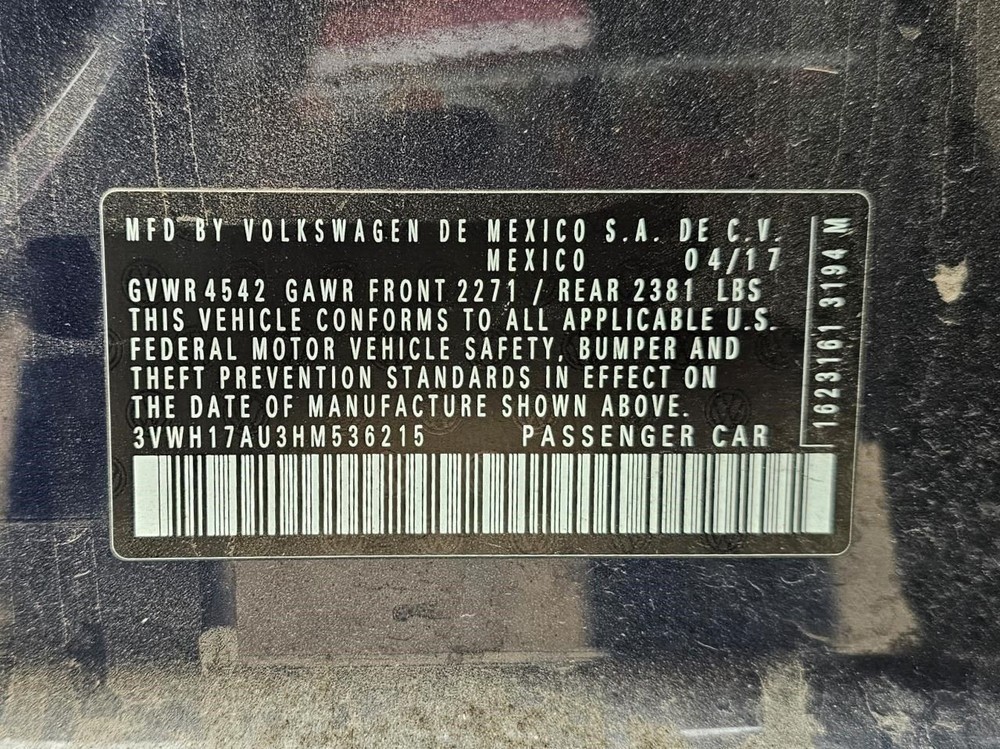 MFD BY VOLKSWAGEN DE MEXICO S.A. DE C.V.
MEXICO 04/17
GVWR 4542 GAWR FRONT 2271 / REAR 2381 LBS
THIS VEHICLE CONFORMS TO ALL APPLICABLE U.S.
FEDERAL MOTOR VEHICLE SAFETY, BUMPER AND
THEFT PREVENTION STANDARDS IN EFFECT ON
THE DATE OF MANUFACTURE SHOWN ABOVE.
3VWH17AU3HM536215 PASSENGER CAR
1623161 3194 M